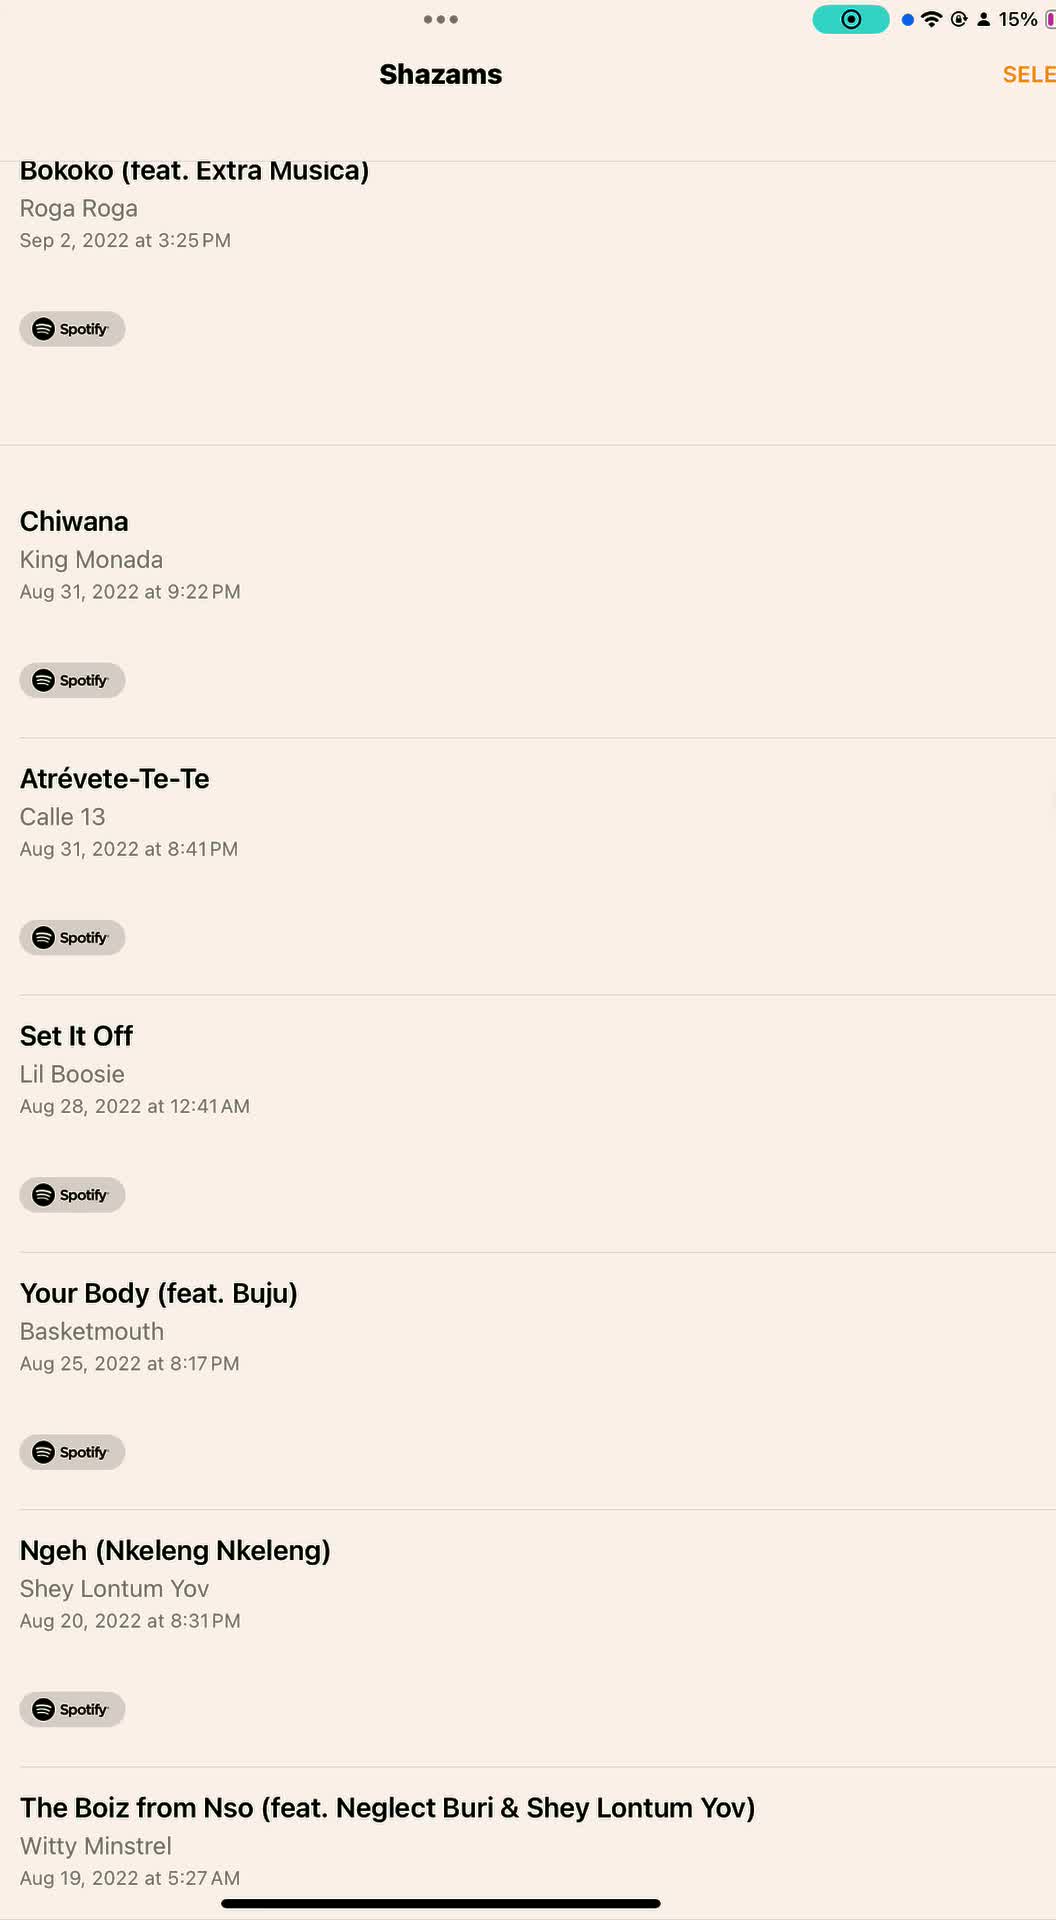 15%
Shazams
SELE
Bokoko (feat. Extra Musica)
Roga Roga
Sep 2, 2022 at 3:25 PM
Spotify
Chiwana
King Monada
Aug 31, 2022 at 9:22 PM
Spotify
Atrévete-Te-Te
Calle 13
Aug 31, 2022 at 8:41 PM
Spotify
Set It Off
Lil Boosie
Aug 28, 2022 at 12:41 AM
Spotify
Your Body (feat. Buju)
Basketmouth
Aug 25, 2022 at 8:17 PM
Spotify
Ngeh (Nkeleng Nkeleng)
Shey Lontum Yov
Aug 20, 2022 at 8:31 PM
Spotify
The Boiz from Nso (feat. Neglect Buri & Shey Lontum Yov)
Witty Minstrel
Aug 19, 2022 at 5:27 AM